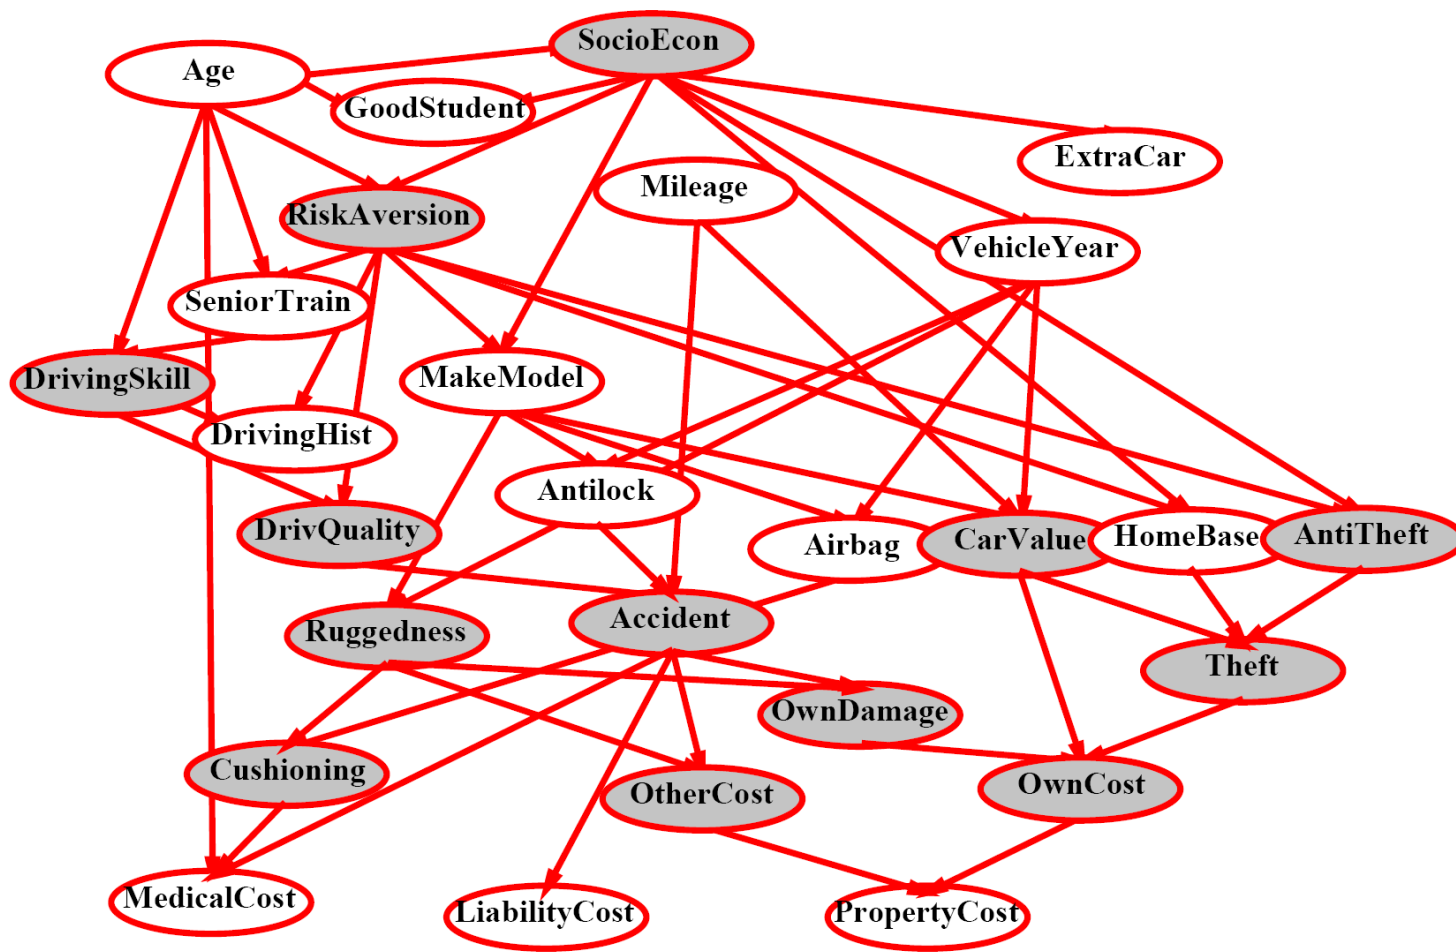 SocioEcon
Age
GoodStudent
ExtraCar
Mileage
RiskAversion
VehicleYear
SeniorTrain
DrivingSkill
MakeModel
DrivingHist
Antilock
DrivQuality
Airbag
CarValue
HomeBase
AntiTheft
Ruggedness
Accident
Theft
OwnDamage
Cushioning
OtherCost
OwnCost
MedicalCost
LiabilityCost
PropertyCost